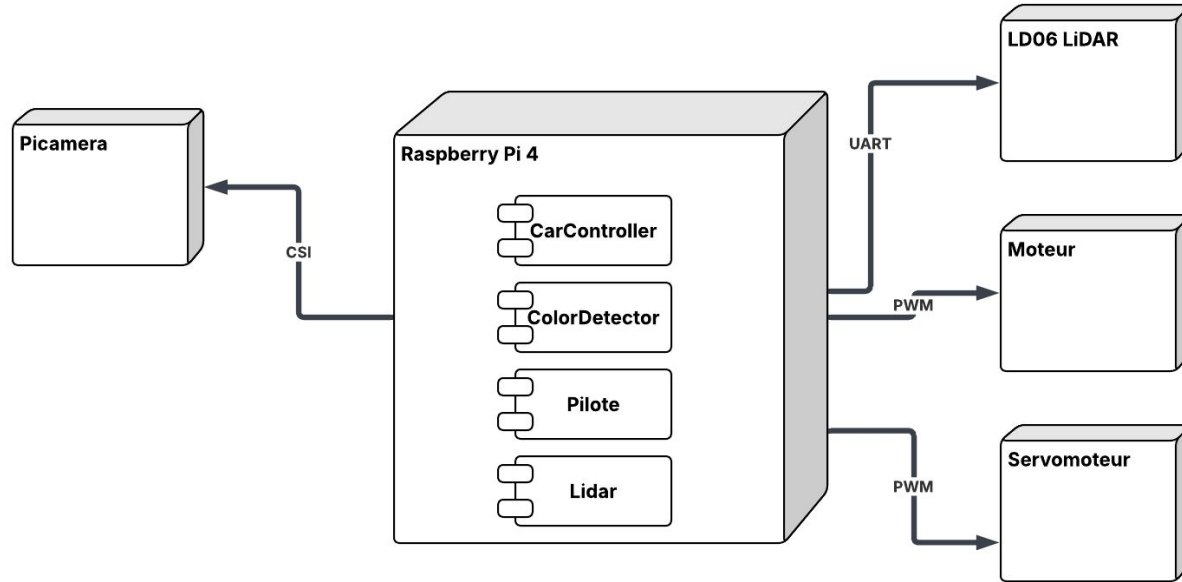 LD06 LiDAR
Picamera
Raspberry Pi 4
UART
CarController
Moteur
CSI
PWM
ColorDetector
Pilote
Servomoteur
PWM
Lidar